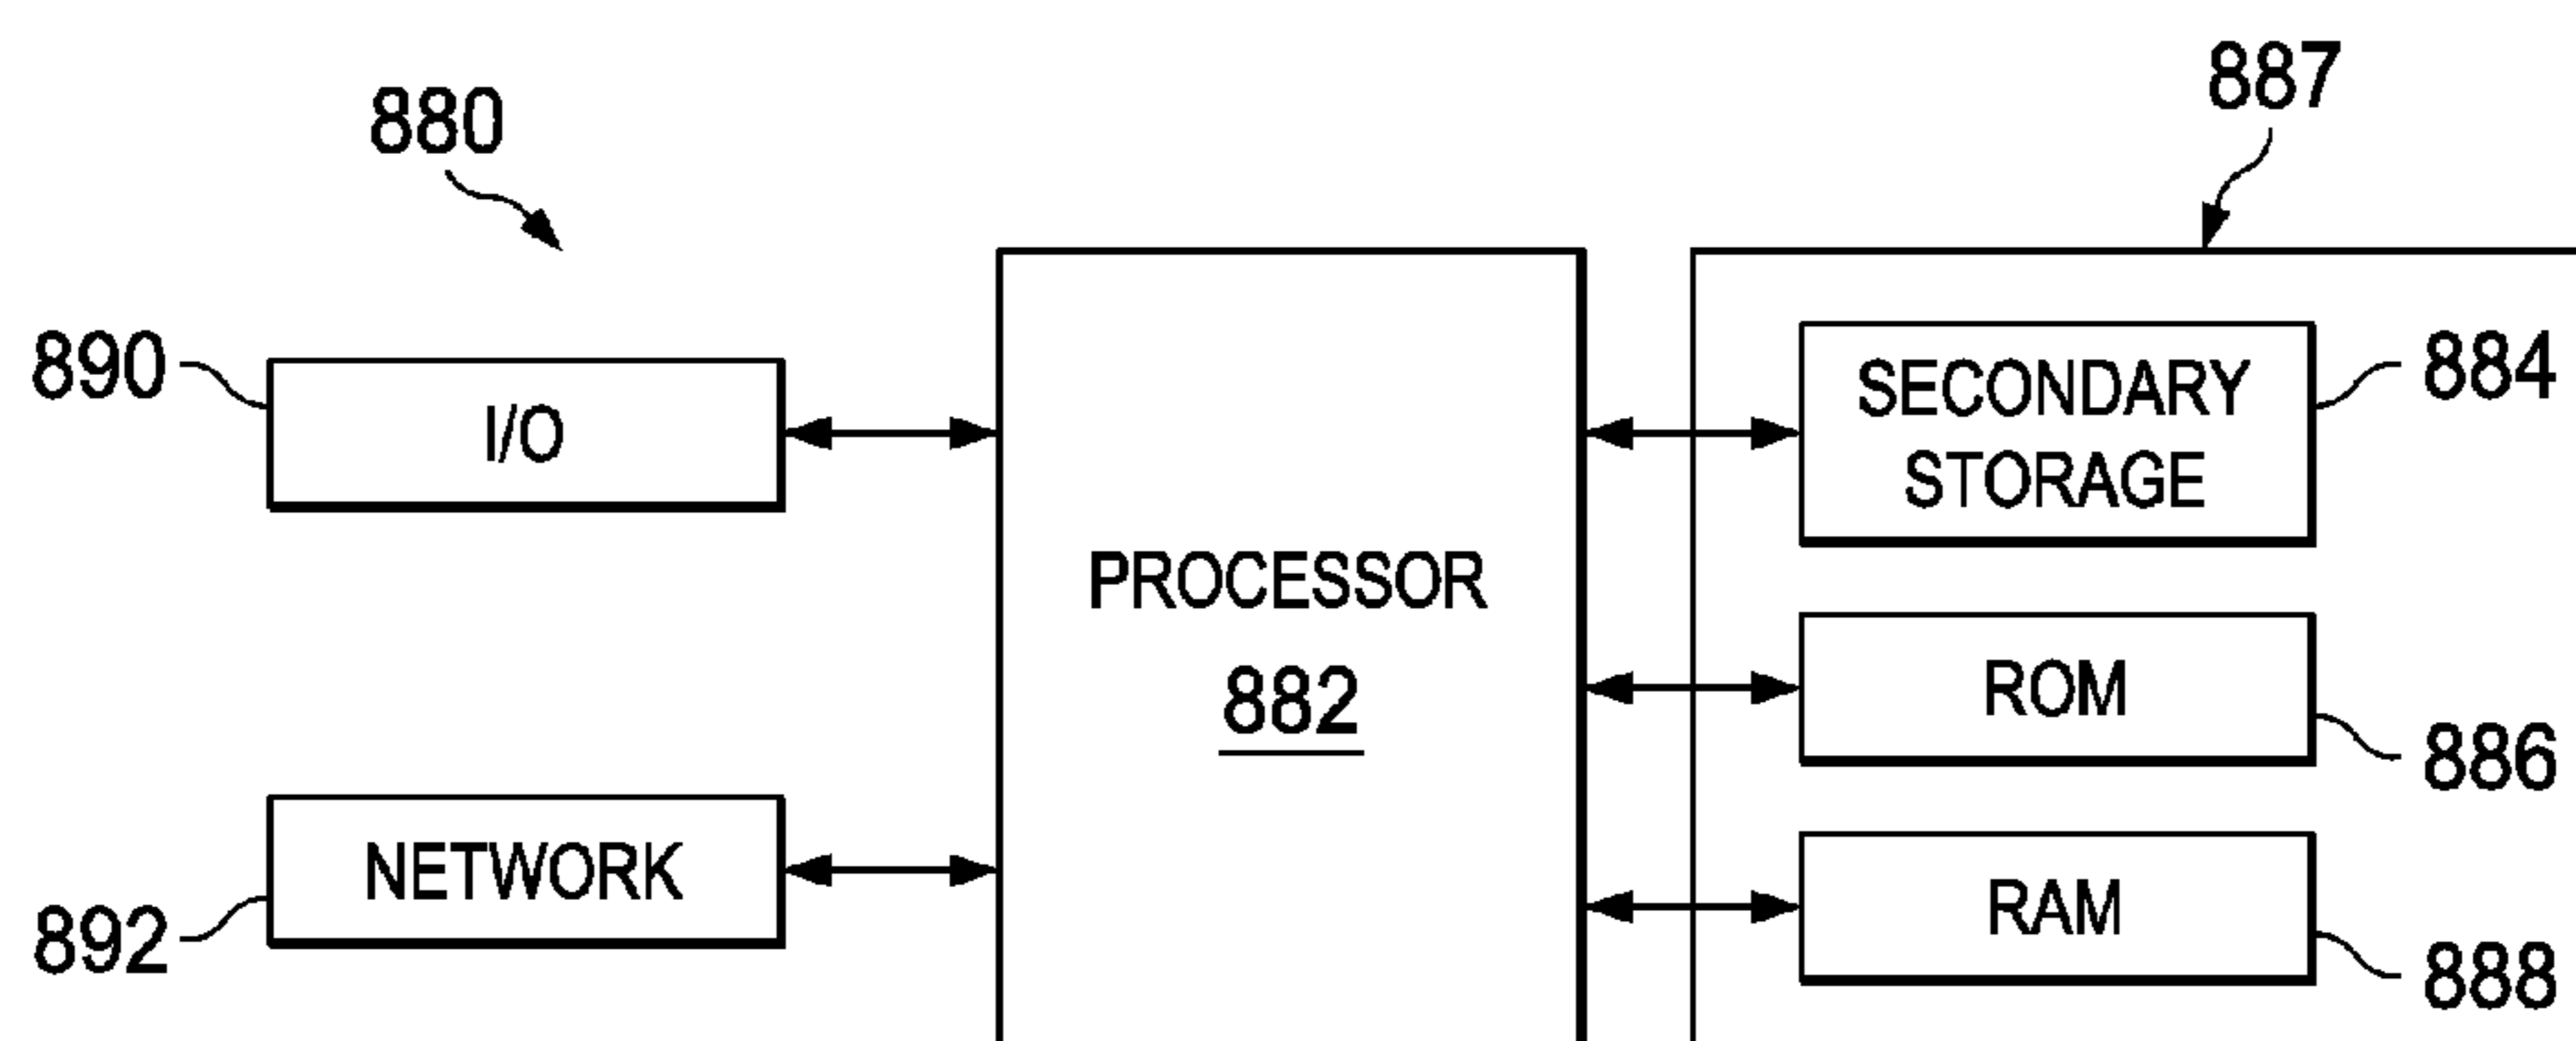 880
887
890
I/O
SECONDARY
STORAGE
884
PROCESSOR
882
ROM
886
NETWORK
892
RAM
888